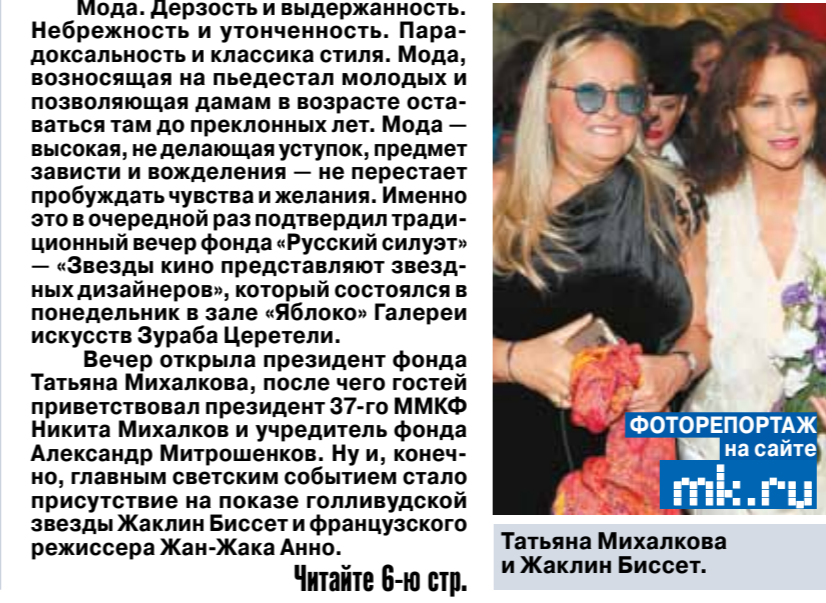 Мода. Дерзость и выдержанность.
Небрежность и утонченность. Пара-
доксальность и классика стиля. Мода,
возносящая на пьедестал молодых и
позволяющая дамам в возрасте оста-
ваться там до преклонных лет. Мода —
высокая, не делающая уступок, предмет
зависти и вожделения — не перестает
пробуждать чувства и желания. Именно
это в очередной раз подтвердил тради-
ционный вечер фонда «Русский силуэт»
— «Звезды кино представляют звезд-
ных дизайнеров», который состоялся в
понедельник в зале «Яблоко» Галереи
искусств Зураба Церетели.
Вечер открыла президент фонда
Татьяна Михалкова, после чего гостей
приветствовал президент 37-го ММКФ
Никита Михалков и учредитель фонда
Александр Митрошенков. Ну и, конеч-
но, главным светским событием стало
присутствие на показе голливудской
звезды Жаклин Биссет и французского
режиссера Жан-Жака Анно.
Читайте 6-ю стр.
ФОТОРЕПОРТАЖ
на сайте
mk.ru
Татьяна Михалкова
и Жаклин Биссет.